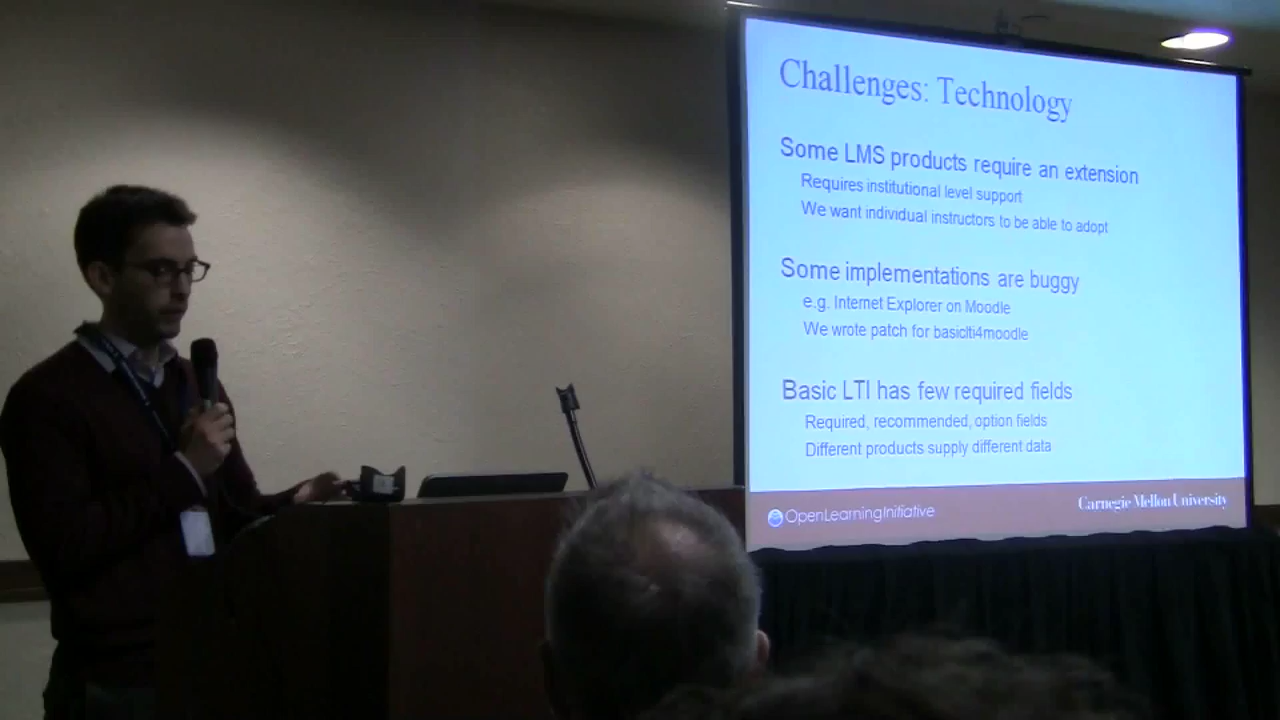 Challenges: Technology
Some LMS products require an extension
Requires institutional level support
We want individual instructors to be able to adopt
Some implementations are buggy
e.g. Internet Explorer on Moodle
We wrote patch for basiclti4moodle
Basic LTI has few required fields
Required, recommended, option fields
Different products supply different data
OpenLearningInitiative
Carnegie Mellon University